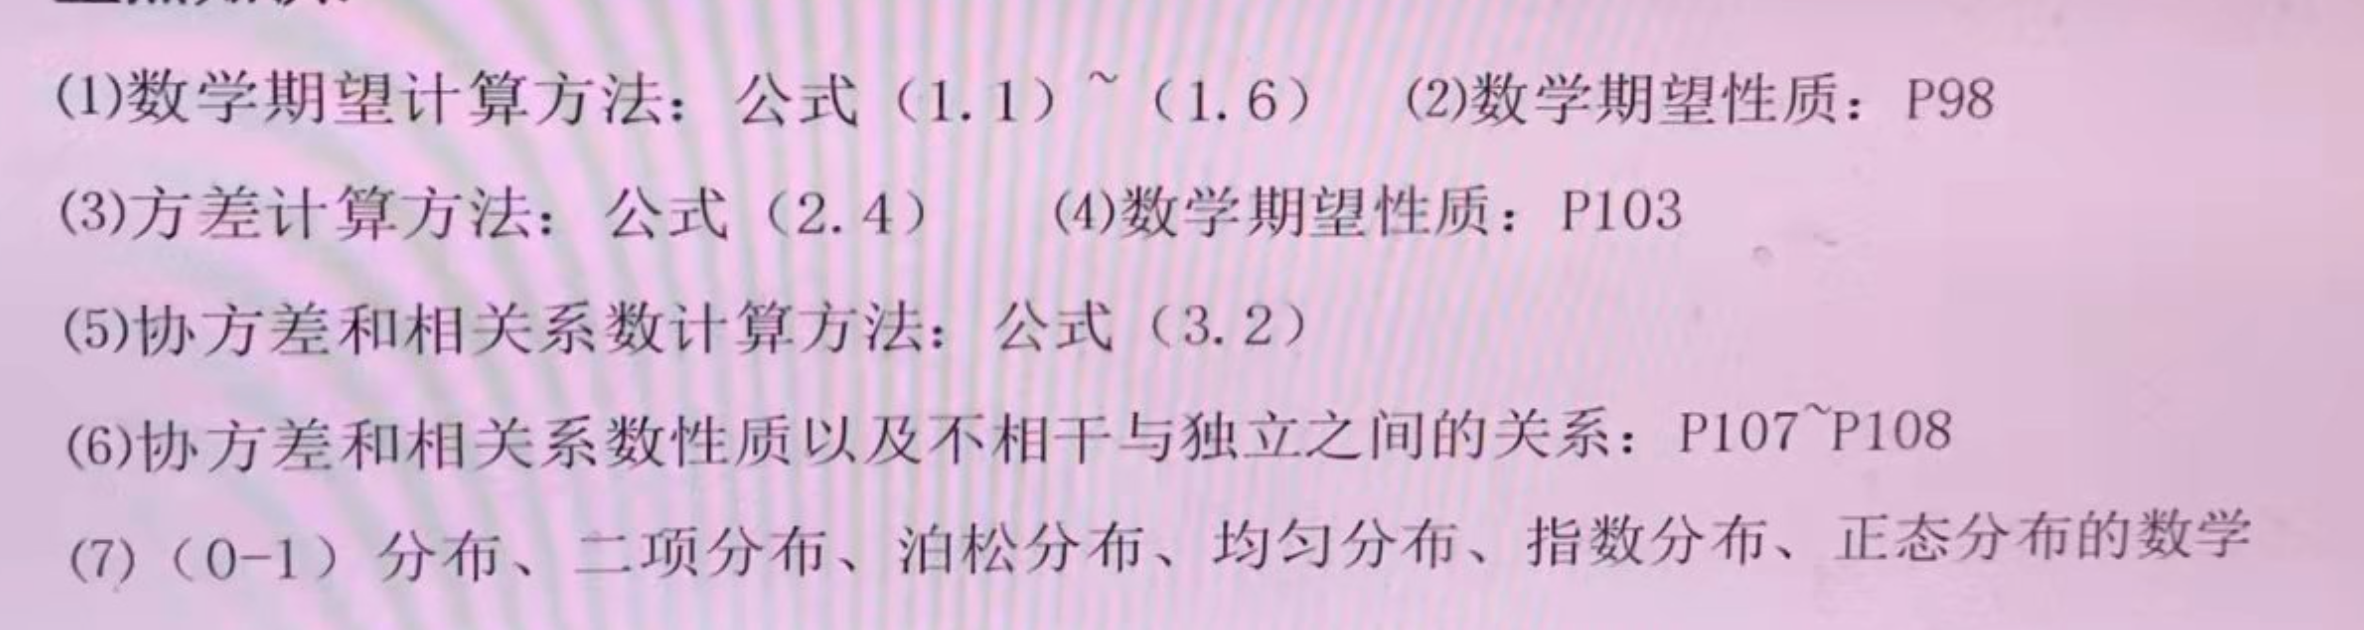 (1)数学期望计算方法：公式（1.1）~（1.6） (2)数学期望性质：P98
(3)方差计算方法：公式（2.4） (4)数学期望性质：P103
(5)协方差和相关系数计算方法：公式（3.2）
(6)协方差和相关系数性质以及不相干与独立之间的关系：P107~P108
(7)（0-1）分布、二项分布、泊松分布、均匀分布、指数分布、正态分布的数学